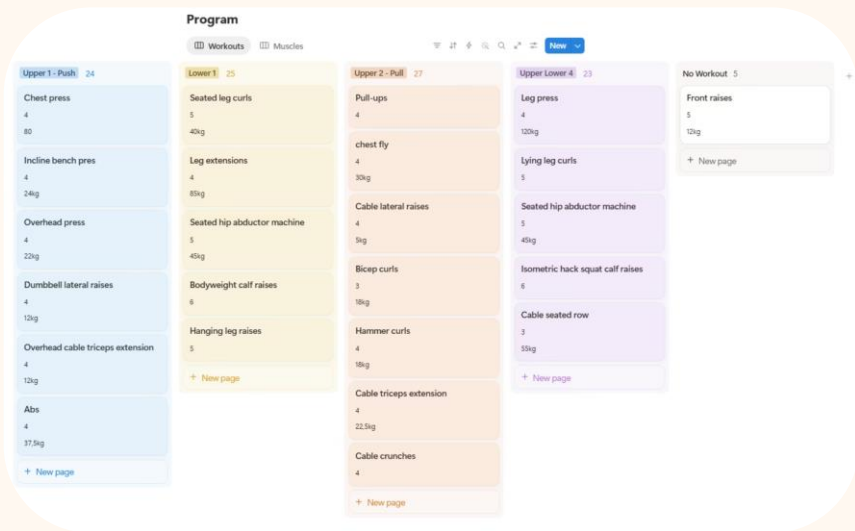 Program
Workouts Muscles New
Upper 1 - Push 24
Chest press
4
80
Incline bench pres
4
24kg
Overhead press
4
22kg
Dumbbell lateral raises
4
12kg
Overhead cable triceps extension
4
12kg
Abs
4
37,5kg
+ New page
Lower 1 25
Seated leg curls
5
40kg
Leg extensions
4
85kg
Seated hip abductor machine
5
45kg
Bodyweight calf raises
6
Hanging leg raises
5
+ New page
Upper 2 - Pull 27
Pull-ups
4
chest fly
4
30kg
Cable lateral raises
4
5kg
Bicep curls
3
18kg
Hammer curls
4
18kg
Cable triceps extension
4
22,5kg
Cable crunches
4
+ New page
Upper Lower 4 23
Leg press
4
120kg
Lying leg curls
5
Seated hip abductor machine
5
45kg
Isometric hack squat calf raises
6
Cable seated row
3
55kg
+ New page
No Workout 5
Front raises
5
12kg
+ New page